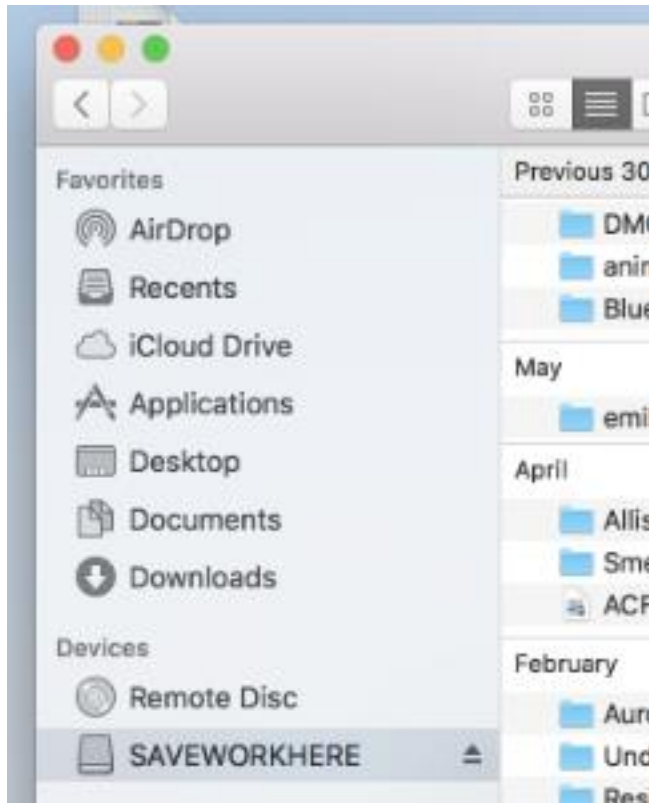 Favorites
AirDrop
Recents
iCloud Drive
Applications
Desktop
Documents
Downloads
Devices
Remote Disc
SAVEWORKHERE
Previous 30
May
April
February